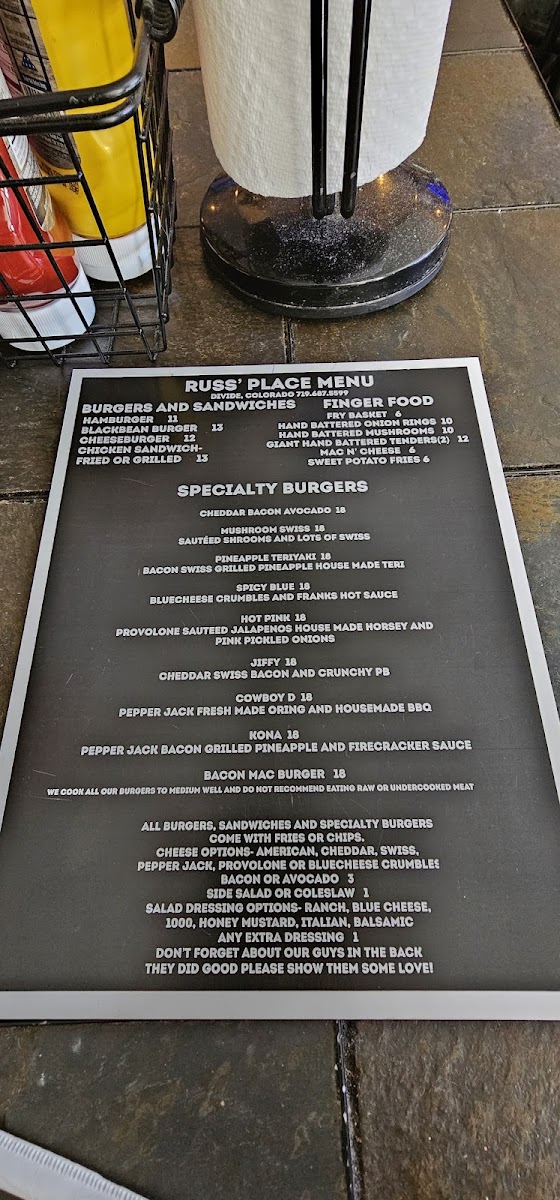 RUSS' PLACE MENU
DIVIDE, COLORADO 719.687.5599
BURGERS AND SANDWICHES
HAMBURGER 11
BLACKBEAN BURGER 13
CHEESEBURGER 12
CHICKEN SANDWICH-
FRIED OR GRILLED 13
FINGER FOOD
FRY BASKET 6
HAND BATTERED ONION RINGS 10
HAND BATTERED MUSHROOMS 10
GIANT HAND BATTERED TENDERS(2) 12
MAC N' CHEESE 6
SWEET POTATO FRIES 6
SPECIALTY BURGERS
CHEDDAR BACON AVOCADO 18
MUSHROOM SWISS 18
SAUTÉED SHROOMS AND LOTS OF SWISS
PINEAPPLE TERIYAKI 18
BACON SWISS GRILLED PINEAPPLE HOUSE MADE TERI
SPICY BLUE 18
BLUECHEESE CRUMBLES AND FRANKS HOT SAUCE
HOT PINK 18
PROVOLONE SAUTEED JALAPENOS HOUSE MADE HORSEY AND
PINK PICKLED ONIONS
JIFFY 18
CHEDDAR SWISS BACON AND CRUNCHY PB
COWBOY D 18
PEPPER JACK FRESH MADE ORING AND HOUSEMADE BBQ
KONA 18
PEPPER JACK BACON GRILLED PINEAPPLE AND FIRECRACKER SAUCE
BACON MAC BURGER 18
WE COOK ALL OUR BURGERS TO MEDIUM WELL AND DO NOT RECOMMEND EATING RAW OR UNDERCOOKED MEAT
ALL BURGERS, SANDWICHES AND SPECIALTY BURGERS
COME WITH FRIES OR CHIPS.
CHEESE OPTIONS- AMERICAN, CHEDDAR, SWISS,
PEPPER JACK, PROVOLONE OR BLUECHEESE CRUMBLES
BACON OR AVOCADO 3
SIDE SALAD OR COLESLAW 1
SALAD DRESSING OPTIONS- RANCH, BLUE CHEESE,
1000, HONEY MUSTARD, ITALIAN, BALSAMIC
ANY EXTRA DRESSING 1
DON'T FORGET ABOUT OUR GUYS IN THE BACK
THEY DID GOOD PLEASE SHOW THEM SOME LOVE!